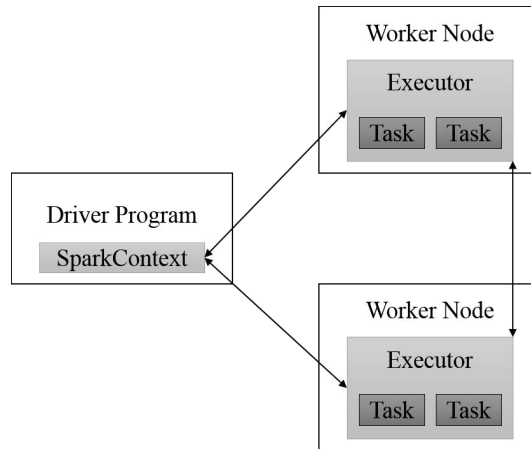 Worker Node
Executor
Task Task
Driver Program
SparkContext
Worker Node
Executor
Task Task